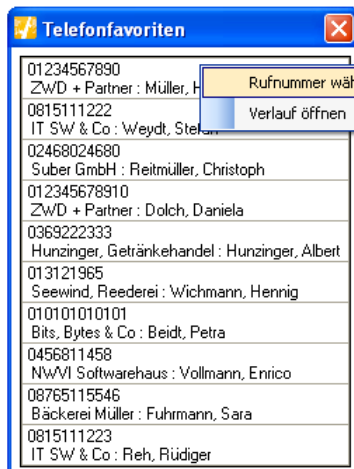 Telefonfavoriten
01234567890
ZWD + Partner : Müller,
Rufnummer
0815111222
Verlauf öffnen
IT SW & Co : Weydt,
02468024680
Suber GmbH : Reitmüller, Christoph
012345678910
ZWD + Partner : Dolch, Daniela
0369222333
Hunzinger, Getränkehandel : Hunzinger, Albert
013121965
Seewind, Reederei : Wichmann, Hennig
010101010101
Bits, Bytes & Co : Beidt, Petra
0456811458
NWVI Softwarehaus : Vollmann, Enrico
08765115546
Bäckerei Müller : Fuhrmann, Sara
0815111223
IT SW & Co : Reh, Rüdiger